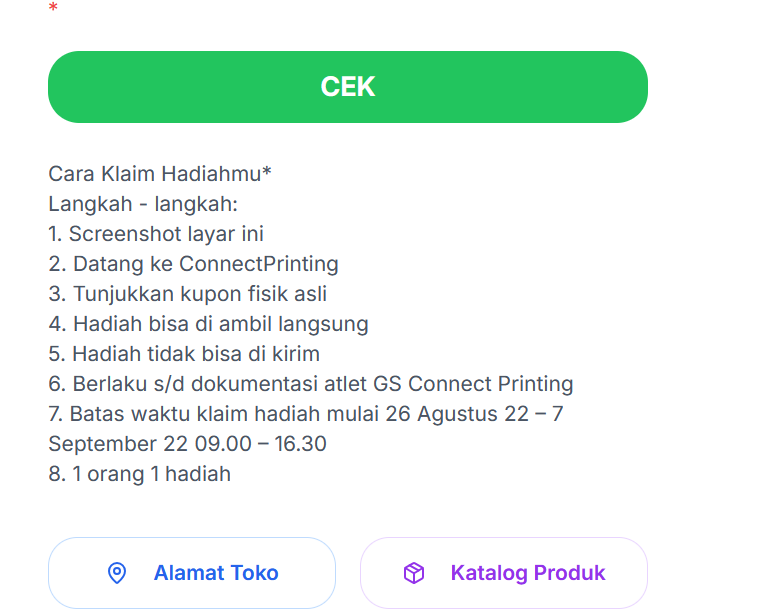 *
CEK
Cara Klaim Hadiahmu*
Langkah - langkah:
1. Screenshot layar ini
2. Datang ke ConnectPrinting
3. Tunjukkan kupon fisik asli
4. Hadiah bisa di ambil langsung
5. Hadiah tidak bisa di kirim
6. Berlaku s/d dokumentasi atlet GS Connect Printing
7. Batas waktu klaim hadiah mulai 26 Agustus 22 – 7
September 22 09.00 – 16.30
8. 1 orang 1 hadiah
Alamat Toko
Katalog Produk